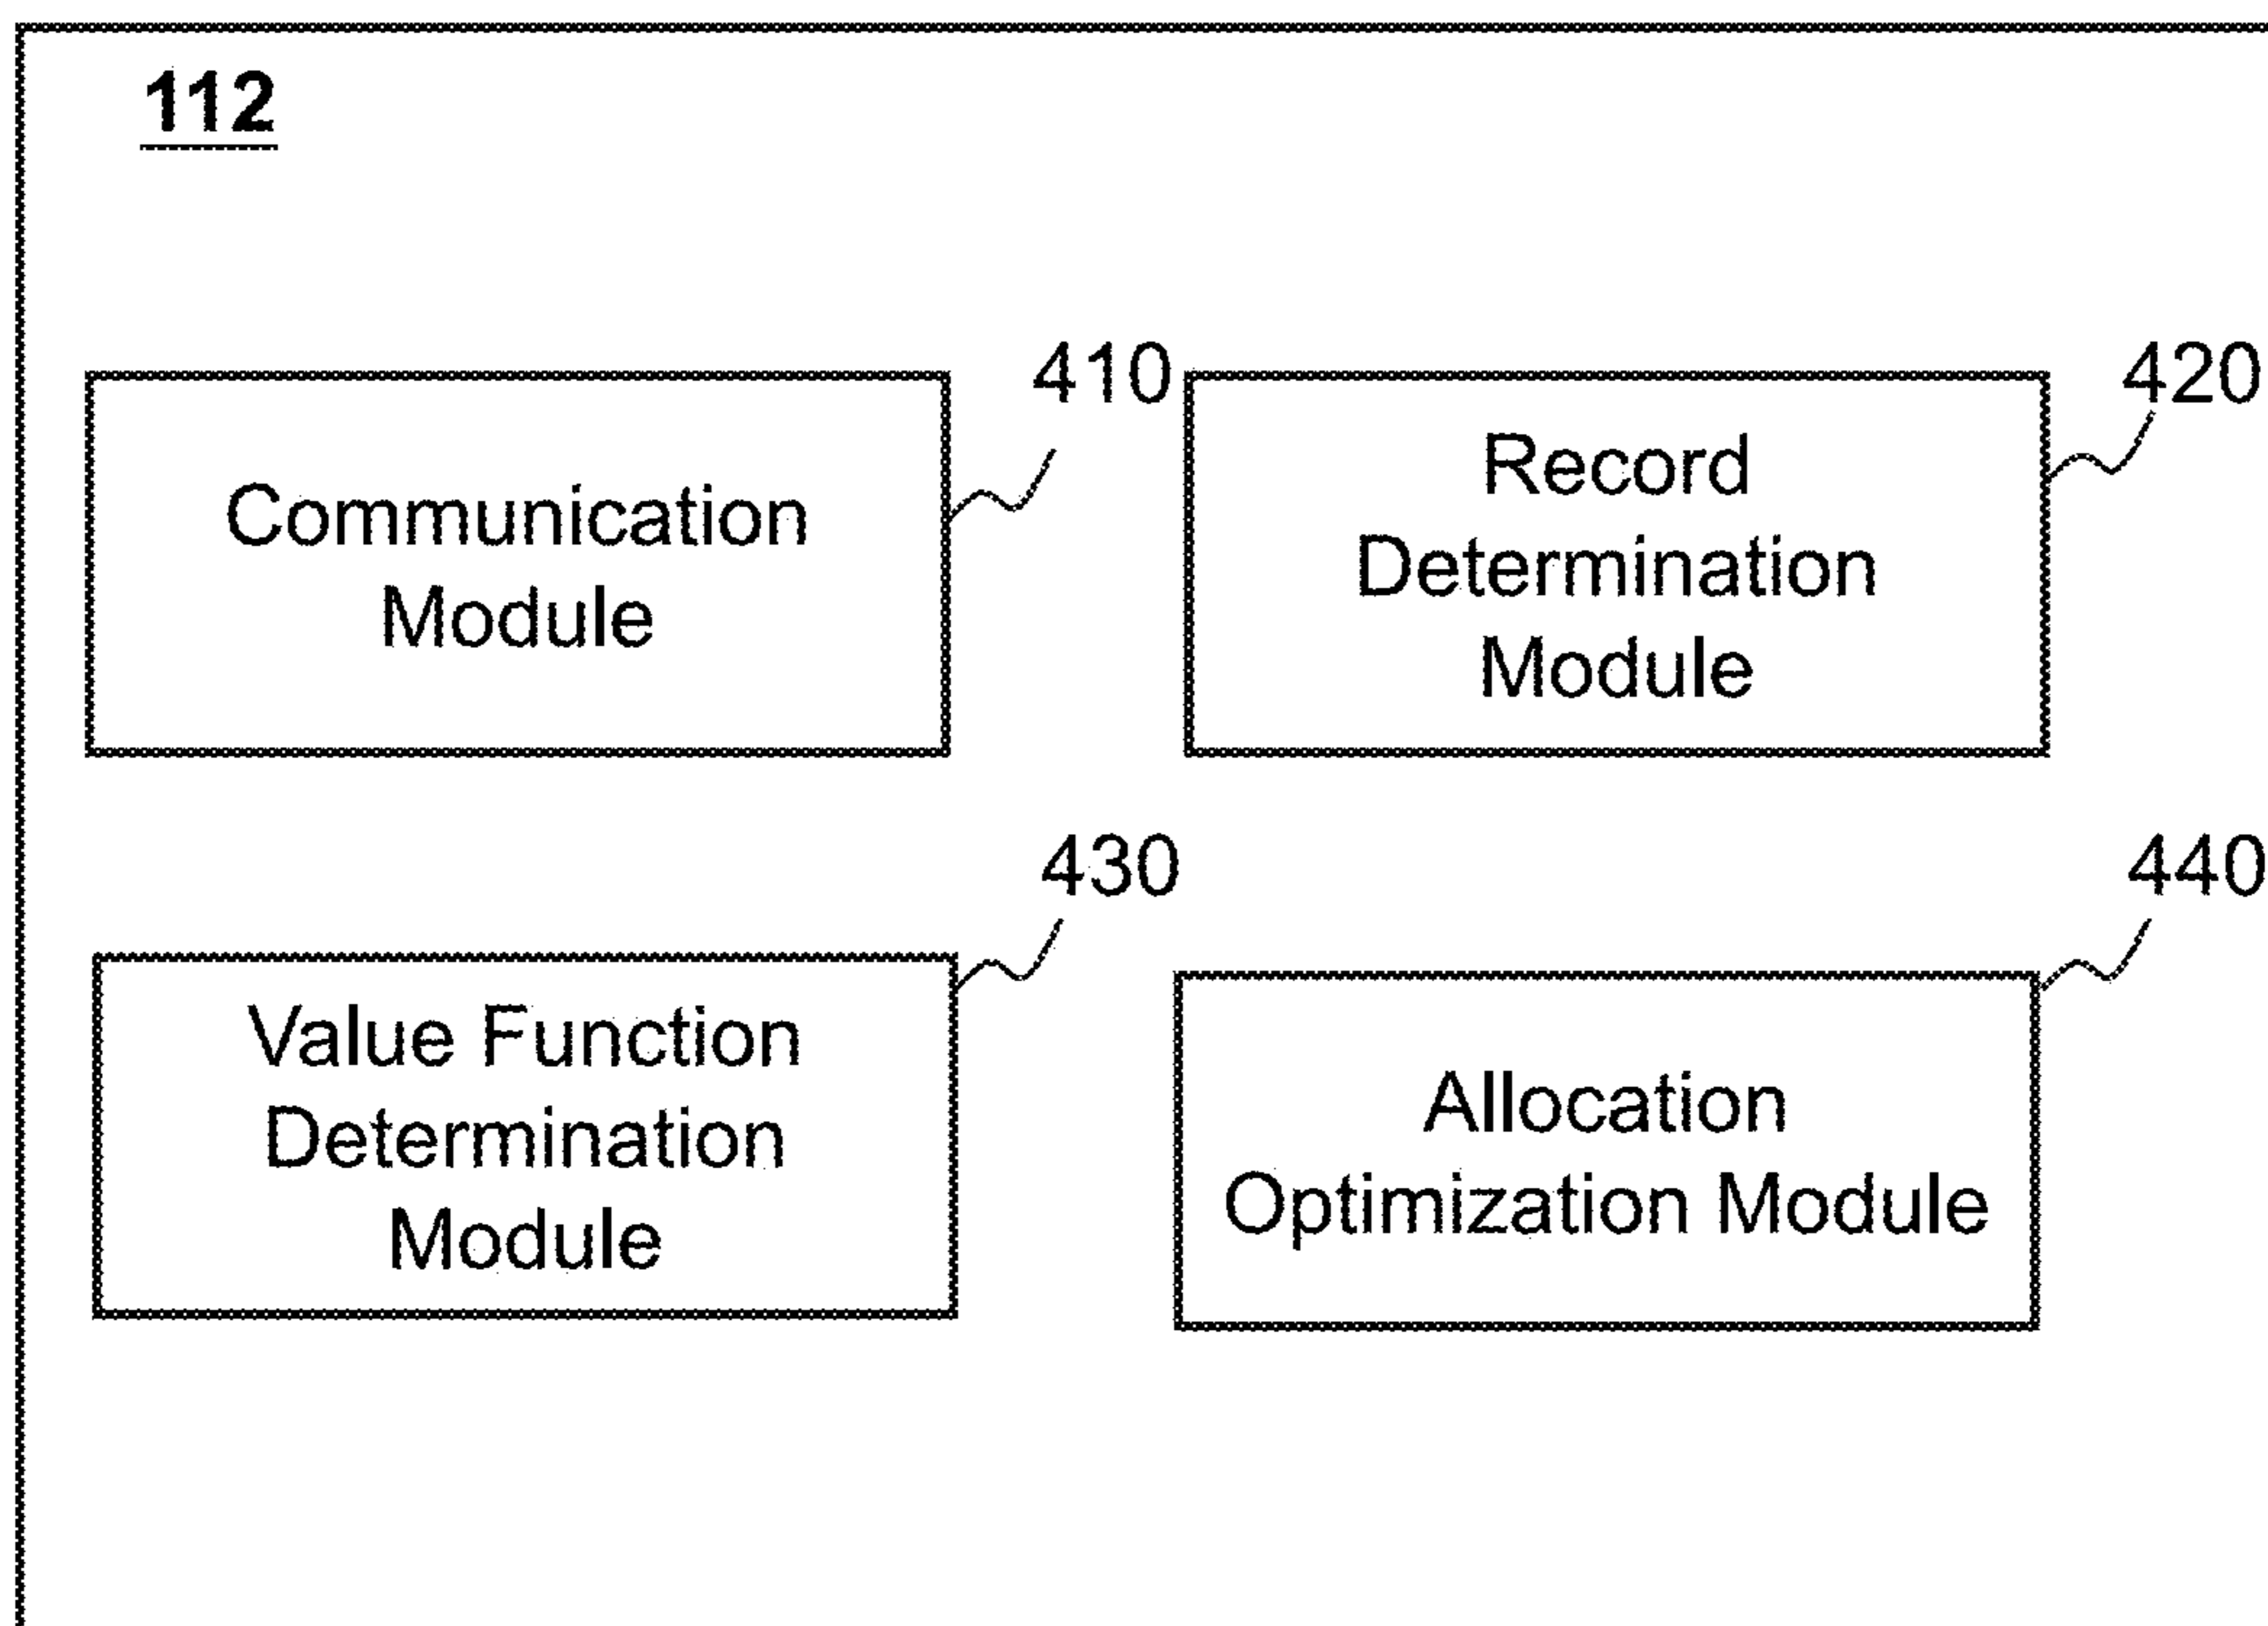 112
410
Communication
Module
420
Record
Determination
Module
430
Value Function
Determination
Module
440
Allocation
Optimization Module